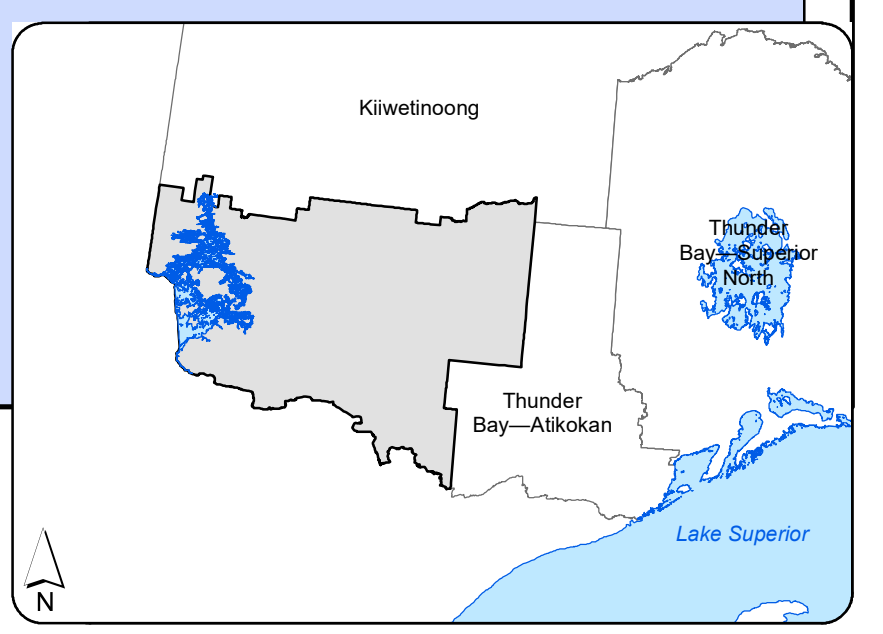 Kiiwetinoong
Thunder
Bay—Superior
North
Thunder
Bay—Atikokan
Lake Superior
N